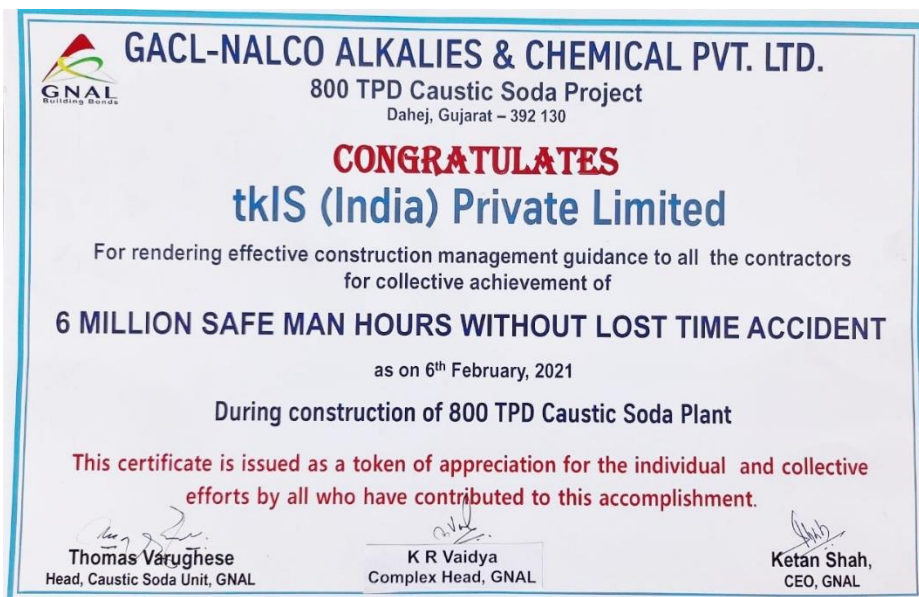 GNAL
Building Bonds
GACL-NALCO ALKALIES & CHEMICAL PVT. LTD.
800 TPD Caustic Soda Project
Dahej, Gujarat – 392 130
CONGRATULATES
tkIS (India) Private Limited
For rendering effective construction management guidance to all the contractors
for collective achievement of
6 MILLION SAFE MAN HOURS WITHOUT LOST TIME ACCIDENT
as on 6th February, 2021
During construction of 800 TPD Caustic Soda Plant
This certificate is issued as a token of appreciation for the individual and collective
efforts by all who have contributed to this accomplishment.
Thomas Varughese
Head, Caustic Soda Unit, GNAL
K R Vaidya
Complex Head, GNAL
Ketan Shah,
CEO, GNAL